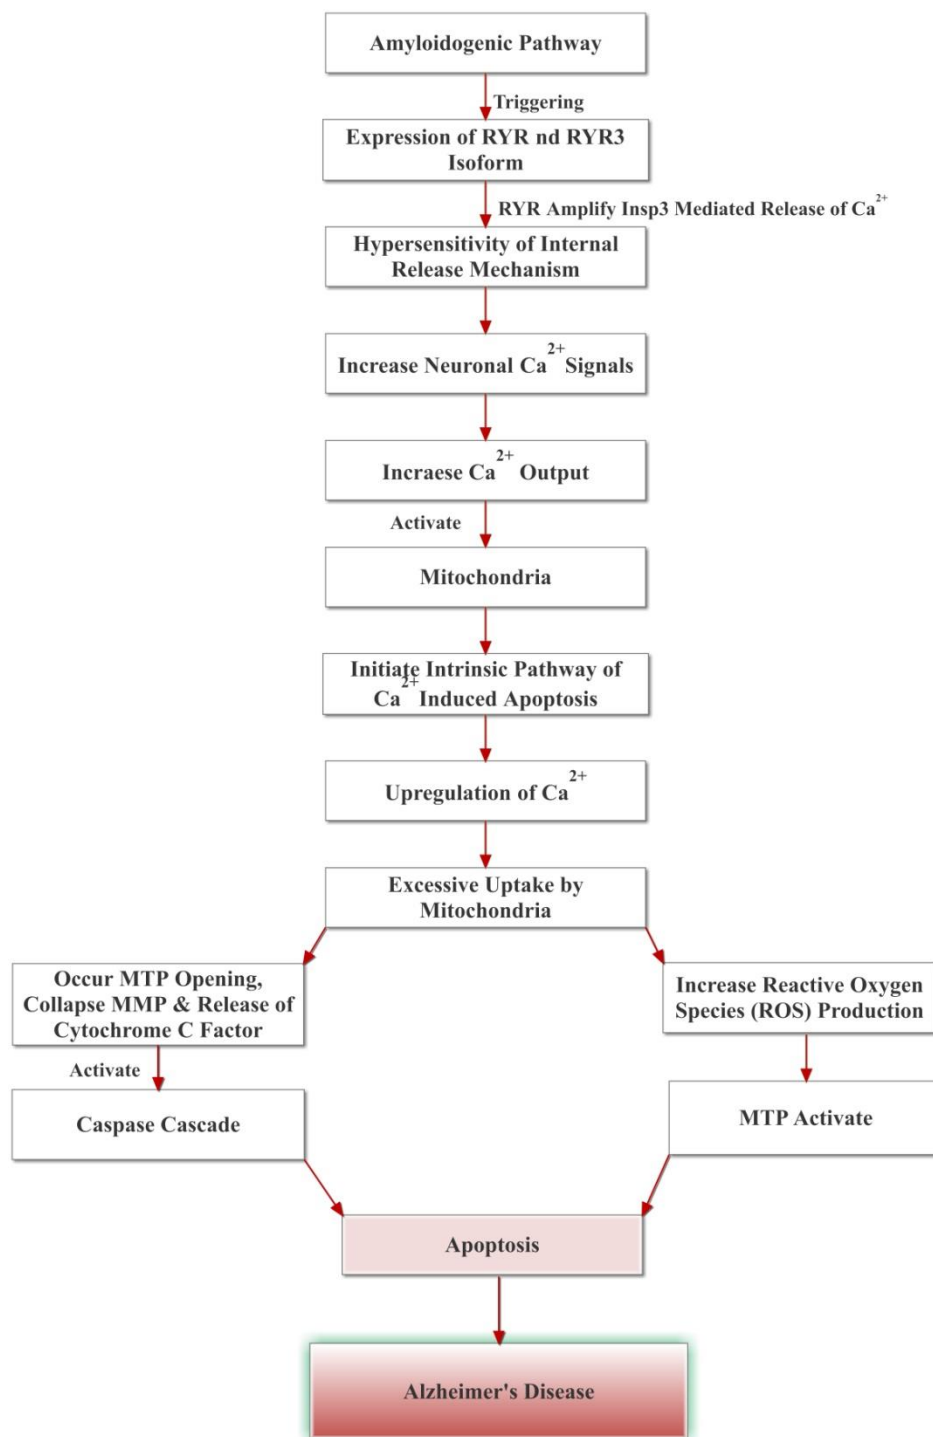 Amyloidogenic Pathway
Triggering
Expression of RYR nd RYR3
Isoform
RYR Amplify Insp3 Mediated Release of Ca²⁺
Hypersensitivity of Internal
Release Mechanism
Increase Neuronal Ca²⁺ Signals
Incraese Ca²⁺ Output
Activate
Mitochondria
Initiate Intrinsic Pathway of
Ca²⁺ Induced Apoptosis
Upregulation of Ca²⁺
Excessive Uptake by
Mitochondria
Occur MTP Opening,
Collapse MMP & Release of
Cytochrome C Factor
Increase Reactive Oxygen
Species (ROS) Production
Activate
Caspase Cascade
MTP Activate
Apoptosis
Alzheimer's Disease